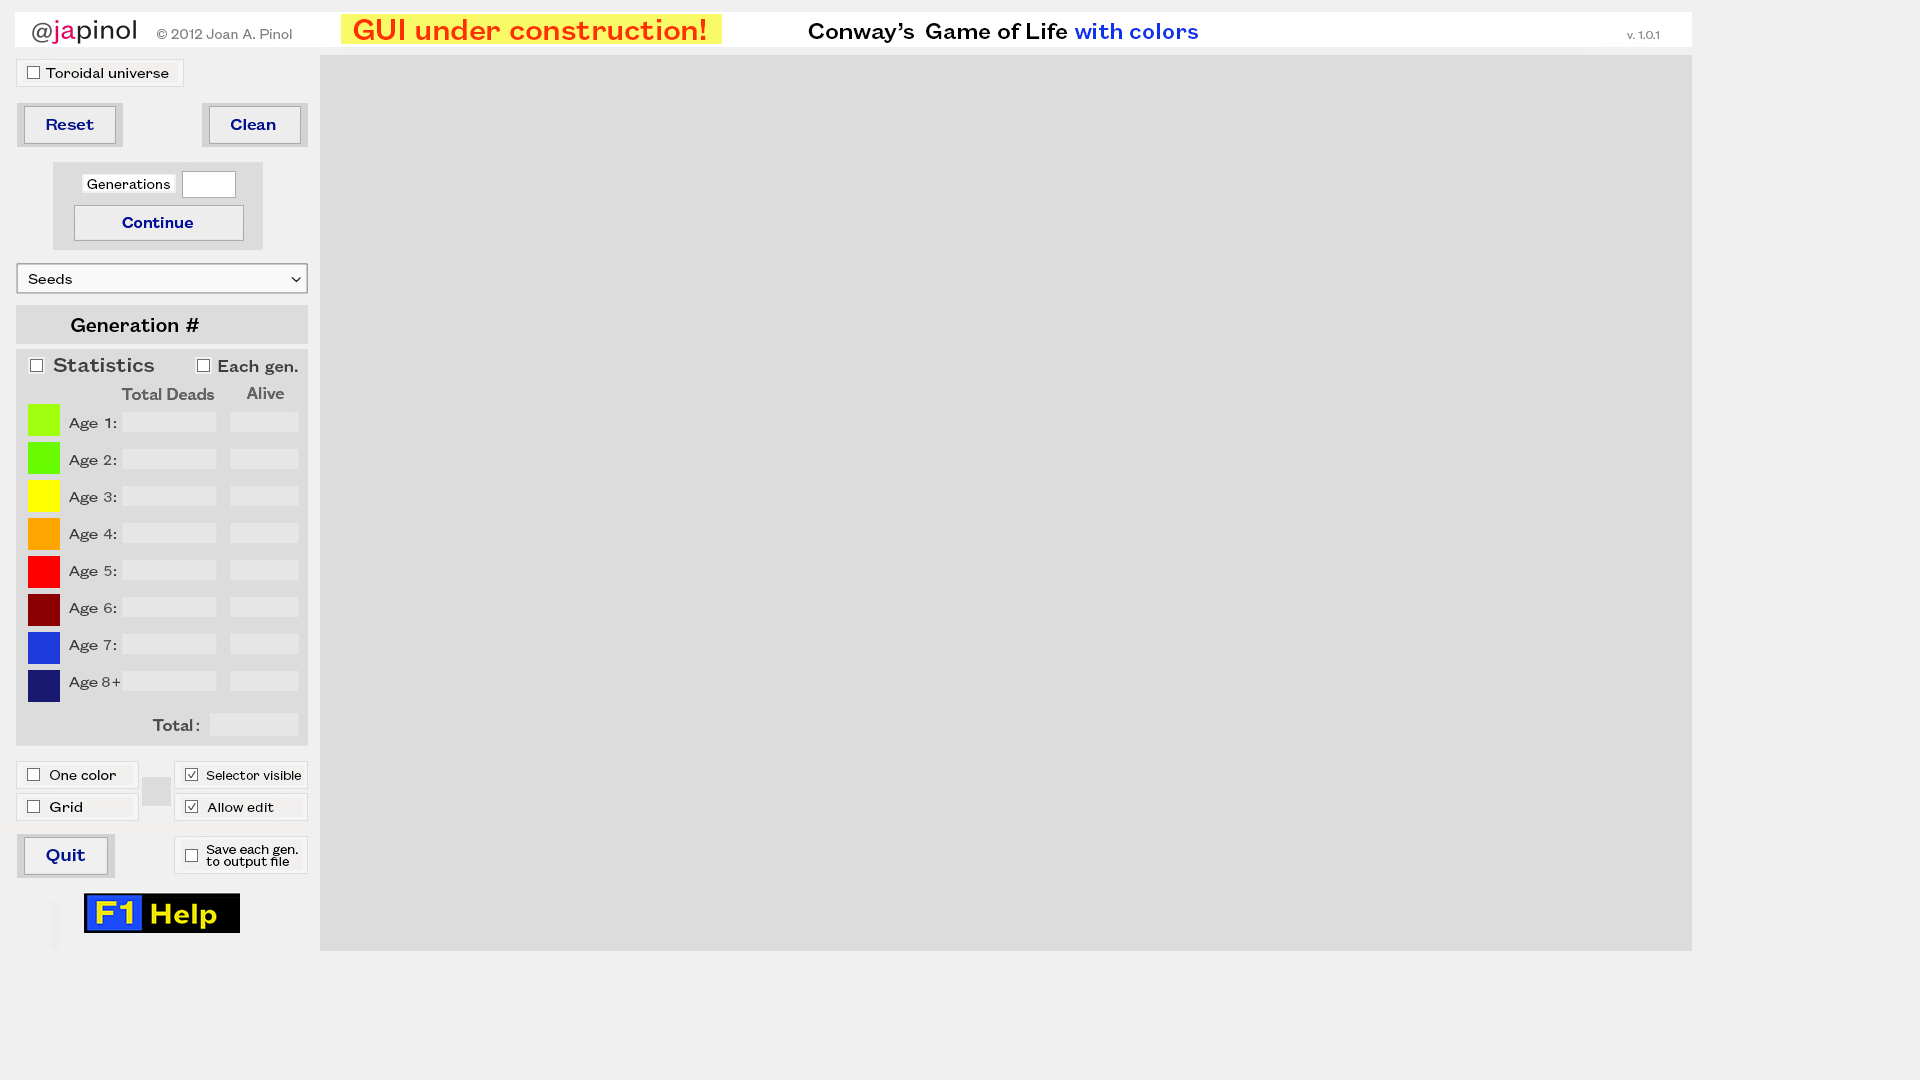 @japinol © 2012 Joan A. Pinol GUI under construction! Conway's Game of Life with colors v. 1.0.1
Toroidal universe
Reset Clean
Generations
Continue
Seeds
Generation #
Statistics Each gen.
Total Deads Alive
Age 1:
Age 2:
Age 3:
Age 4:
Age 5:
Age 6:
Age 7:
Age 8+
Total :
One color Selector visible
Grid Allow edit
Quit Save each gen.
to output file
F1 Help